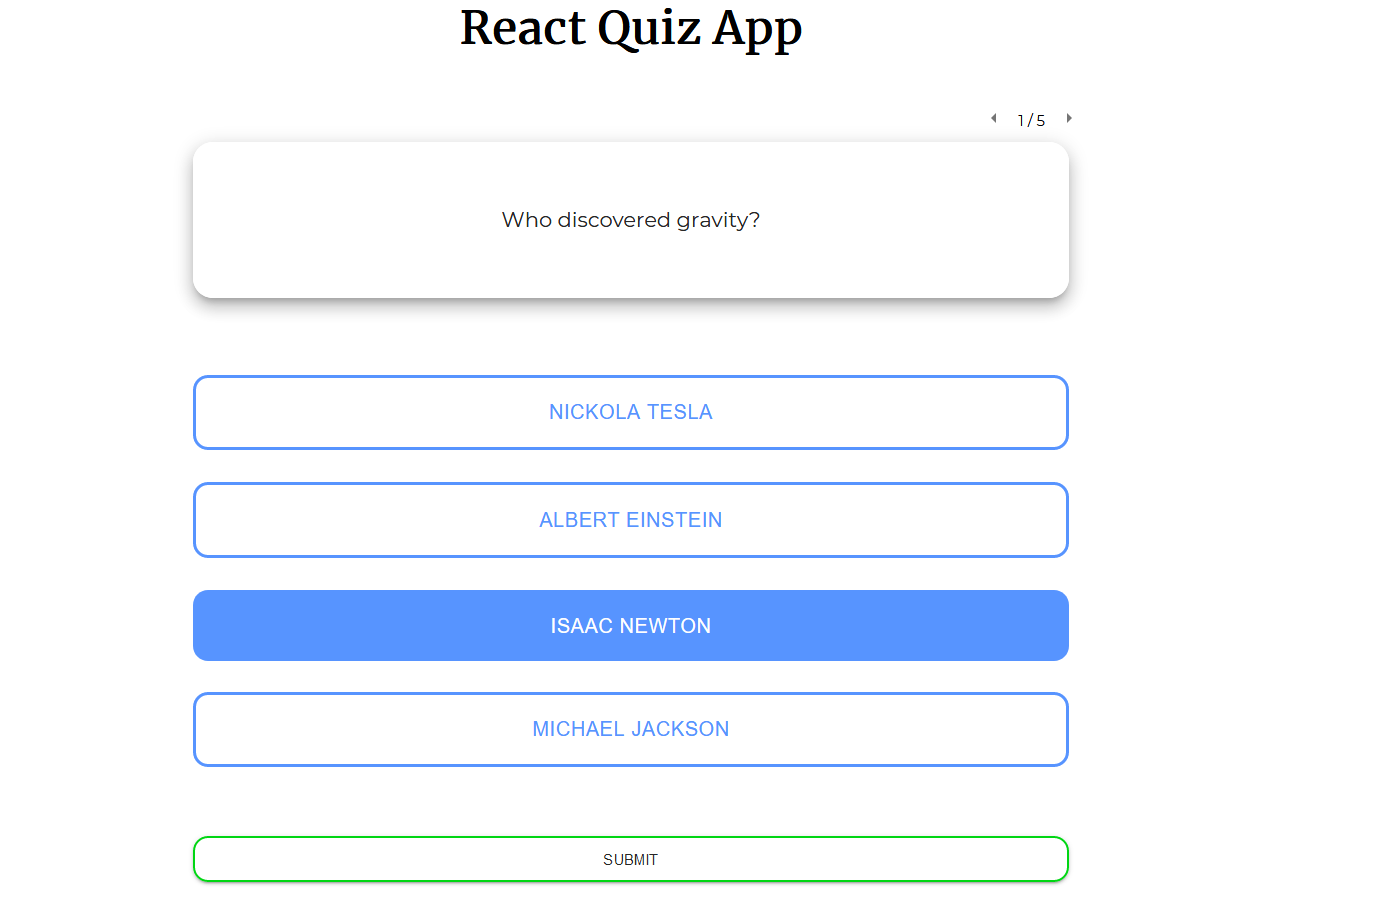 React Quiz App
1 / 5
Who discovered gravity?
NICKOLA TESLA
ALBERT EINSTEIN
ISAAC NEWTON
MICHAEL JACKSON
SUBMIT